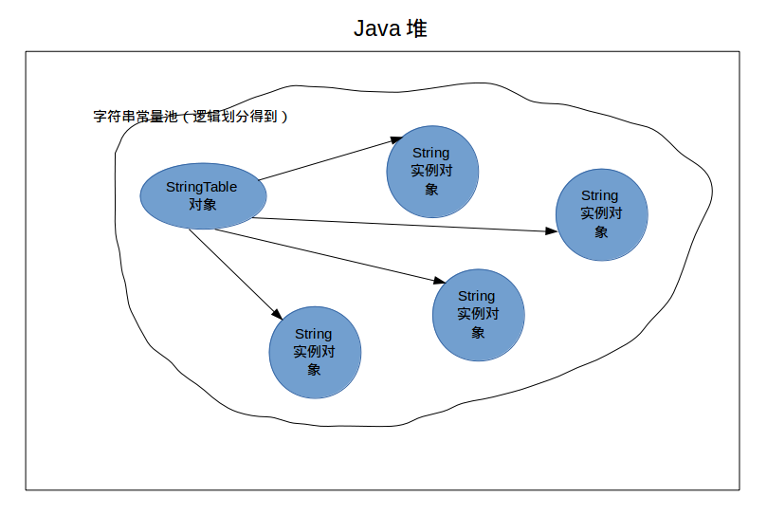 Java 堆
字符串常量池（逻辑划分得到）
String
实例对
象
String
实例对
象
StringTable
对象
String
实例对
象
String
实例对
象